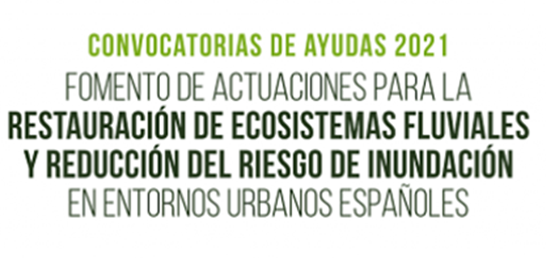 CONVOCATORIAS DE AYUDAS 2021
FOMENTO DE ACTUACIONES PARA LA
RESTAURACIÓN DE ECOSISTEMAS FLUVIALES
Y REDUCCIÓN DEL RIESGO DE INUNDACIÓN
EN ENTORNOS URBANOS ESPAÑOLES